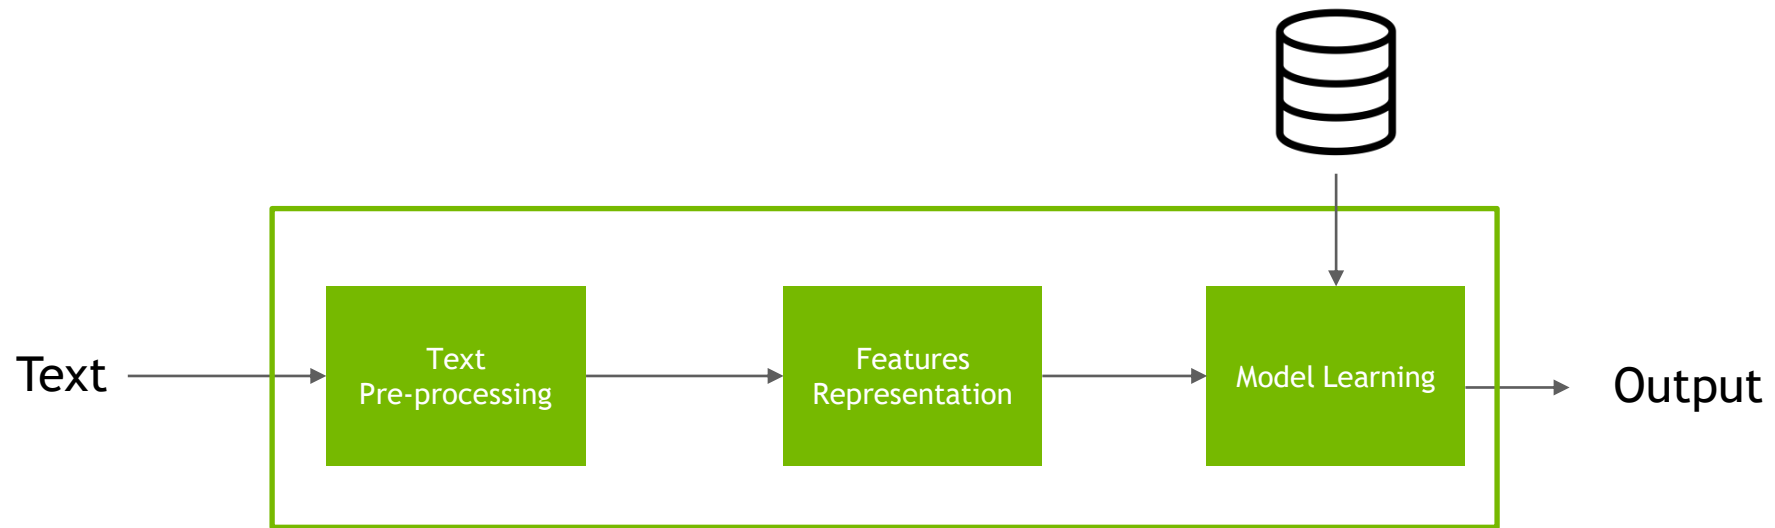 Text
Text
Pre-processing
Features
Representation
Model Learning
Output